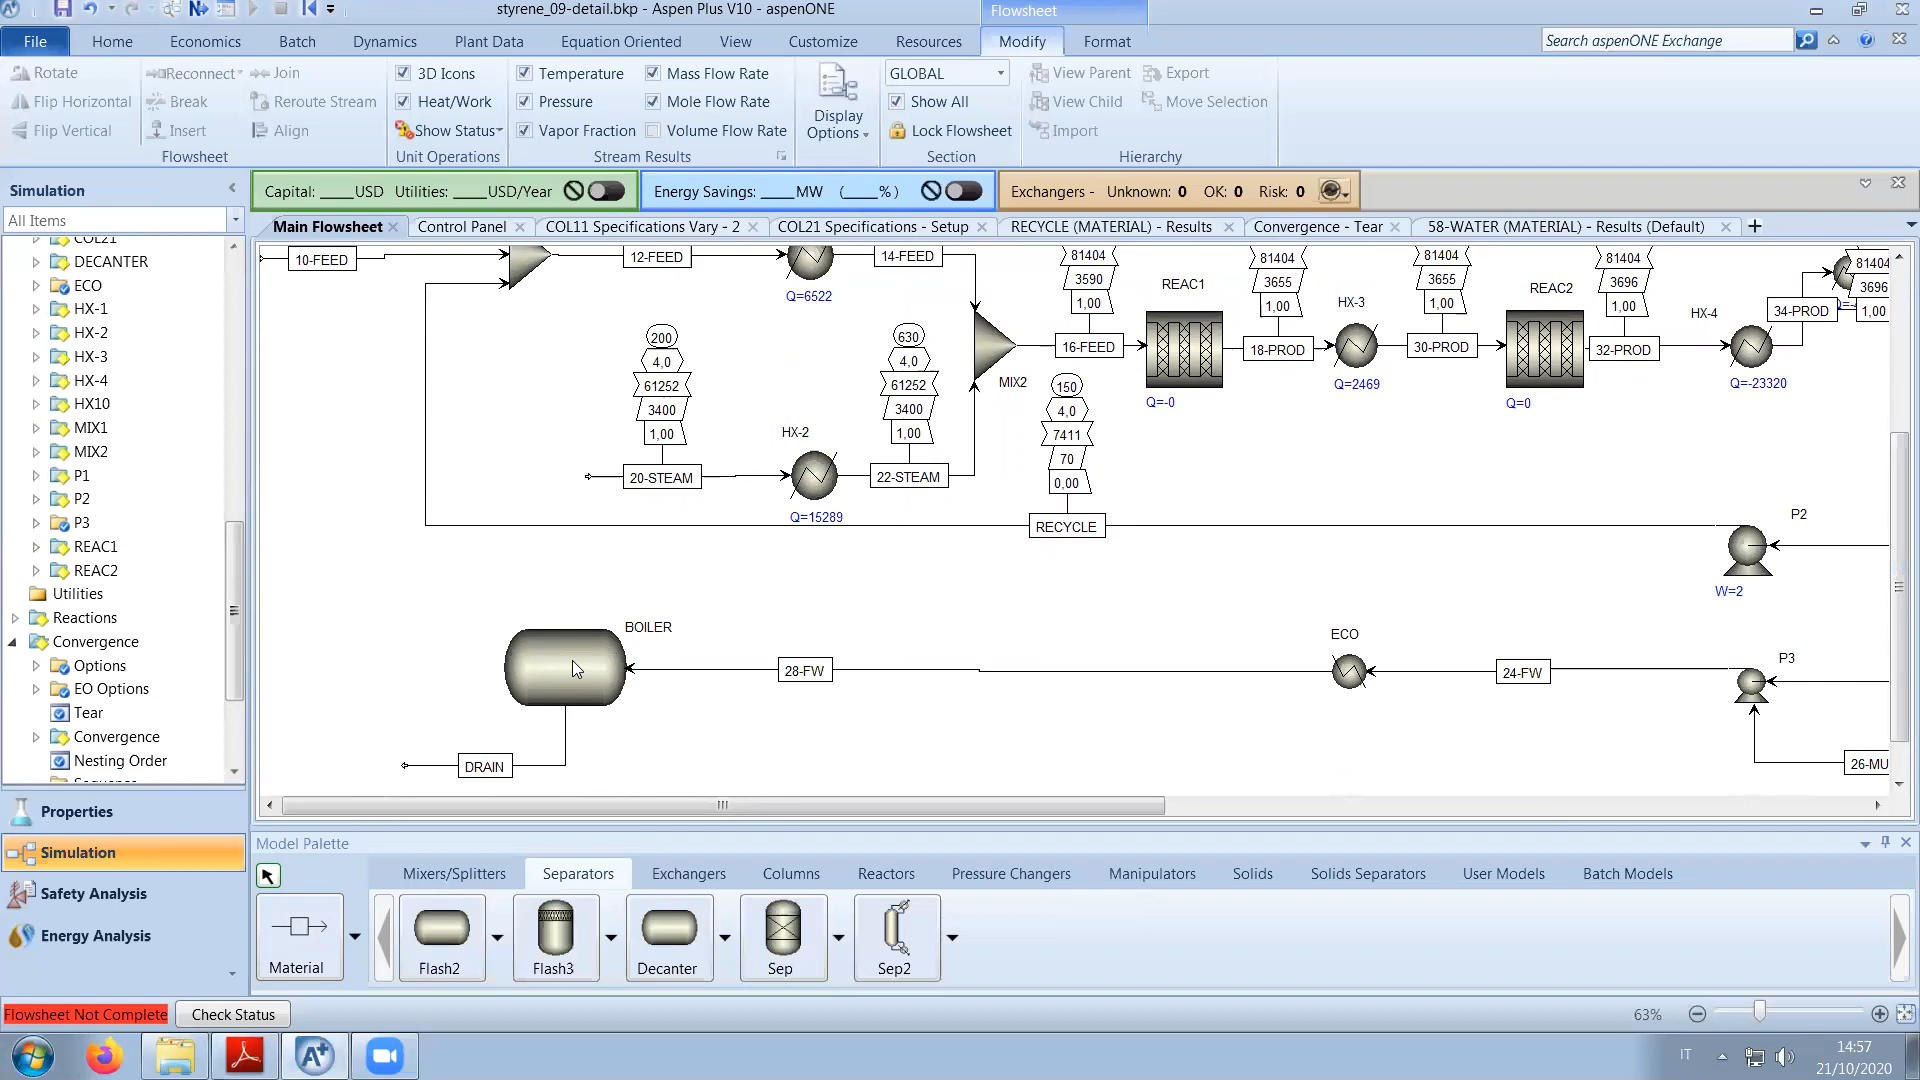 styrene_09-detail.bkp - Aspen Plus V10 - aspenONE
Flowsheet
File Home Economics Batch Dynamics Plant Data Equation Oriented View Customize Resources Modify Format
Search aspenONE Exchange
Rotate Reconnect Join
Flip Horizontal Break Reroute Stream
Flip Vertical Insert Align
Flowsheet
3D Icons
Heat/Work
Show Status
Unit Operations
Temperature Mass Flow Rate
Pressure Mole Flow Rate
Vapor Fraction Volume Flow Rate
Stream Results
Display
Options
GLOBAL
Show All
Lock Flowsheet
Section
View Parent Export
View Child Move Selection
Import
Hierarchy
Simulation
All Items
COL21
DECANTER
ECO
HX-1
HX-2
HX-3
HX-4
HX10
MIX1
MIX2
P1
P2
P3
REAC1
REAC2
Utilities
Reactions
Convergence
Options
EO Options
Tear
Convergence
Nesting Order
Properties
Simulation
Safety Analysis
Energy Analysis
Capital: ____USD Utilities: ____USD/Year
Energy Savings: ____MW (____%)
Exchangers - Unknown: 0 OK: 0 Risk: 0
Main Flowsheet Control Panel COL11 Specifications Vary - 2 COL21 Specifications - Setup RECYCLE (MATERIAL) - Results Convergence - Tear 58-WATER (MATERIAL) - Results (Default)
10-FEED
12-FEED
Q=6522
14-FEED
81404
3590
1,00
16-FEED
REAC1
Q=-0
81404
3655
1,00
18-PROD
HX-3
Q=2469
81404
3655
1,00
30-PROD
REAC2
Q=0
81404
3696
1,00
32-PROD
HX-4
Q=-23320
34-PROD
81404
3696
1,00
200
4,0
61252
3400
1,00
20-STEAM
HX-2
Q=15289
630
4,0
61252
3400
1,00
22-STEAM
MIX2
150
4,0
7411
70
0,00
RECYCLE
P2
W=2
BOILER
28-FW
ECO
24-FW
P3
26-MU
DRAIN
Model Palette
Mixers/Splitters Separators Exchangers Columns Reactors Pressure Changers Manipulators Solids Solids Separators User Models Batch Models
Material Flash2 Flash3 Decanter Sep Sep2
Flowsheet Not Complete Check Status
63%
IT
14:57
21/10/2020